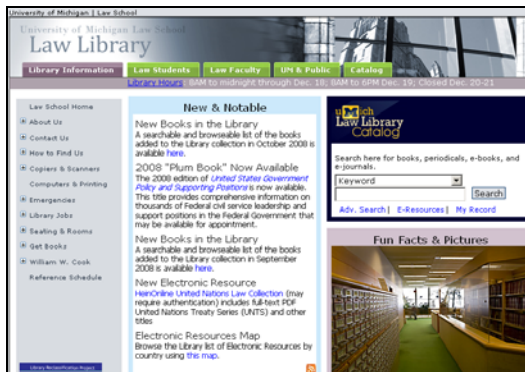 University of Michigan | Law School
University of Michigan Law School
Law Library
Library Information
Law Students
Law Faculty
UM & Public
Catalog
Library Hours: 8AM to midnight through Dec. 18; 8AM to 6PM Dec. 19; Closed Dec. 20-21
Law School Home
About Us
Contact Us
How to Find Us
Copiers & Scanners
Computers & Printing
Emergencies
Library Jobs
Seating & Rooms
Get Books
William W. Cook
Reference Schedule
Library Reclassification Project
New & Notable
New Books in the Library
A searchable and browseable list of the books
added to the Library collection in October 2008 is
available here.
2008 "Plum Book" Now Available
The 2008 edition of United States Government
Policy and Supporting Positions is now available.
This title provides comprehensive information on
thousands of Federal civil service leadership and
support positions in the Federal Government that
may be available for appointment.
New Books in the Library
A searchable and browseable list of the books
added to the Library collection in September
2008 is available here.
New Electronic Resource
HeinOnline United Nations Law Collection (may
require authentication) includes full-text PDF
United Nations Treaty Series (UNTS) and other
titles
Electronic Resources Map
Browse the Library list of Electronic Resources by
country using this map.
uMich
Law Library
Catalog
Search here for books, periodicals, e-books, and
e-journals.
Keyword
Search
Adv. Search | E-Resources | My Record
Fun Facts & Pictures